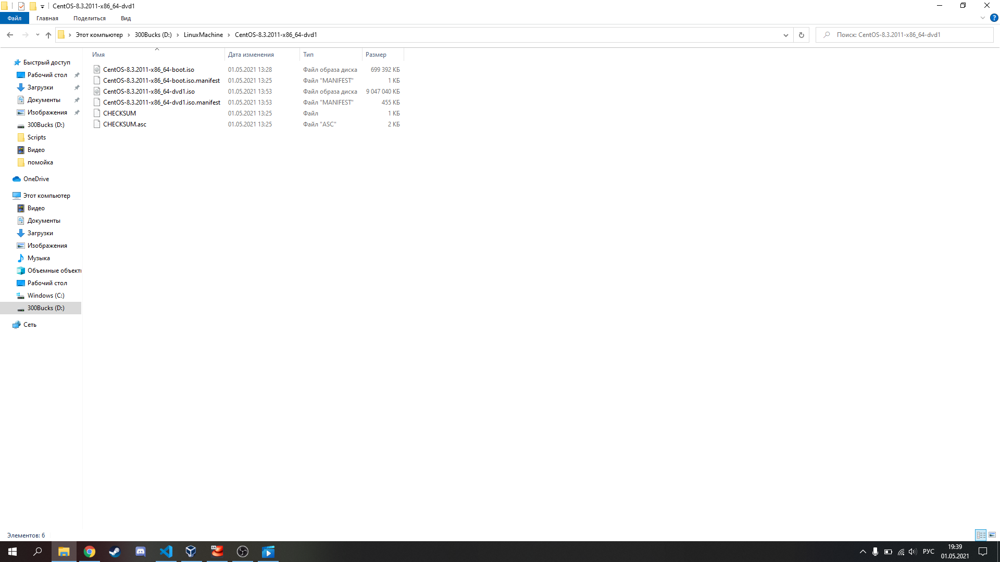 CentOS-8.3.2011-x86_64-dvd1
Файл Главная Поделиться Вид
Этот компьютер 300Bucks (D:) LinuxMachine CentOS-8.3.2011-x86_64-dvd1 Поиск: CentOS-8.3.2011-x86_64-dvd1
Имя Дата изменения Тип Размер
CentOS-8.3.2011-x86_64-boot.iso 01.05.2021 13:28 Файл образа диска 699 392 КБ
CentOS-8.3.2011-x86_64-boot.iso.manifest 01.05.2021 13:25 Файл "MANIFEST" 1 КБ
CentOS-8.3.2011-x86_64-dvd1.iso 01.05.2021 13:53 Файл образа диска 9 047 040 КБ
CentOS-8.3.2011-x86_64-dvd1.iso.manifest 01.05.2021 13:53 Файл "MANIFEST" 455 КБ
CHECKSUM 01.05.2021 13:25 Файл 1 КБ
CHECKSUM.asc 01.05.2021 13:25 Файл "ASC" 2 КБ
Быстрый доступ
Рабочий стол
Загрузки
Документы
Изображения
300Bucks (D:)
Scripts
Видео
помойка
OneDrive
Этот компьютер
Видео
Документы
Загрузки
Изображения
Музыка
Объемные объекты
Рабочий стол
Windows (C:)
300Bucks (D:)
Сеть
Элементов: 6
РУС
19:39
01.05.2021